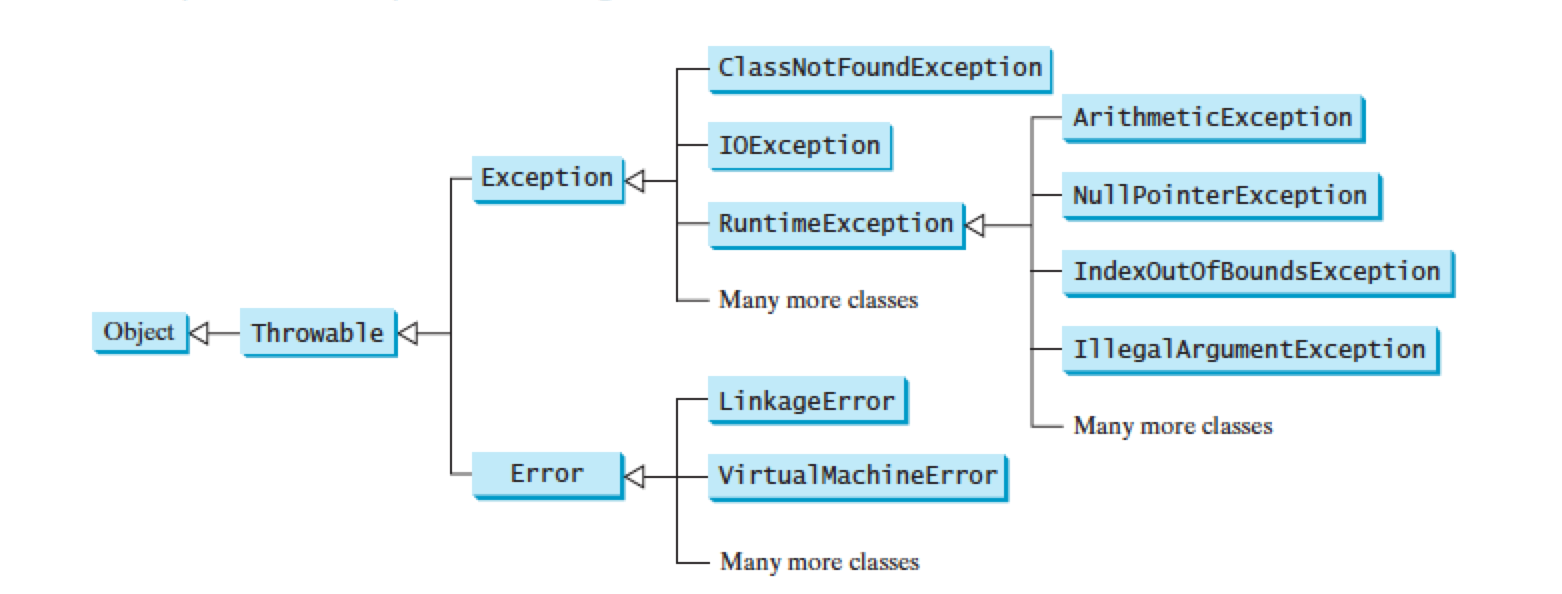 ClassNotFoundException
ArithmeticException
IOException
Exception
NullPointerException
RuntimeException
IndexOutOfBoundsException
Many more classes
Object
Throwable
IllegalArgumentException
LinkageError
Many more classes
Error
VirtualMachineError
Many more classes